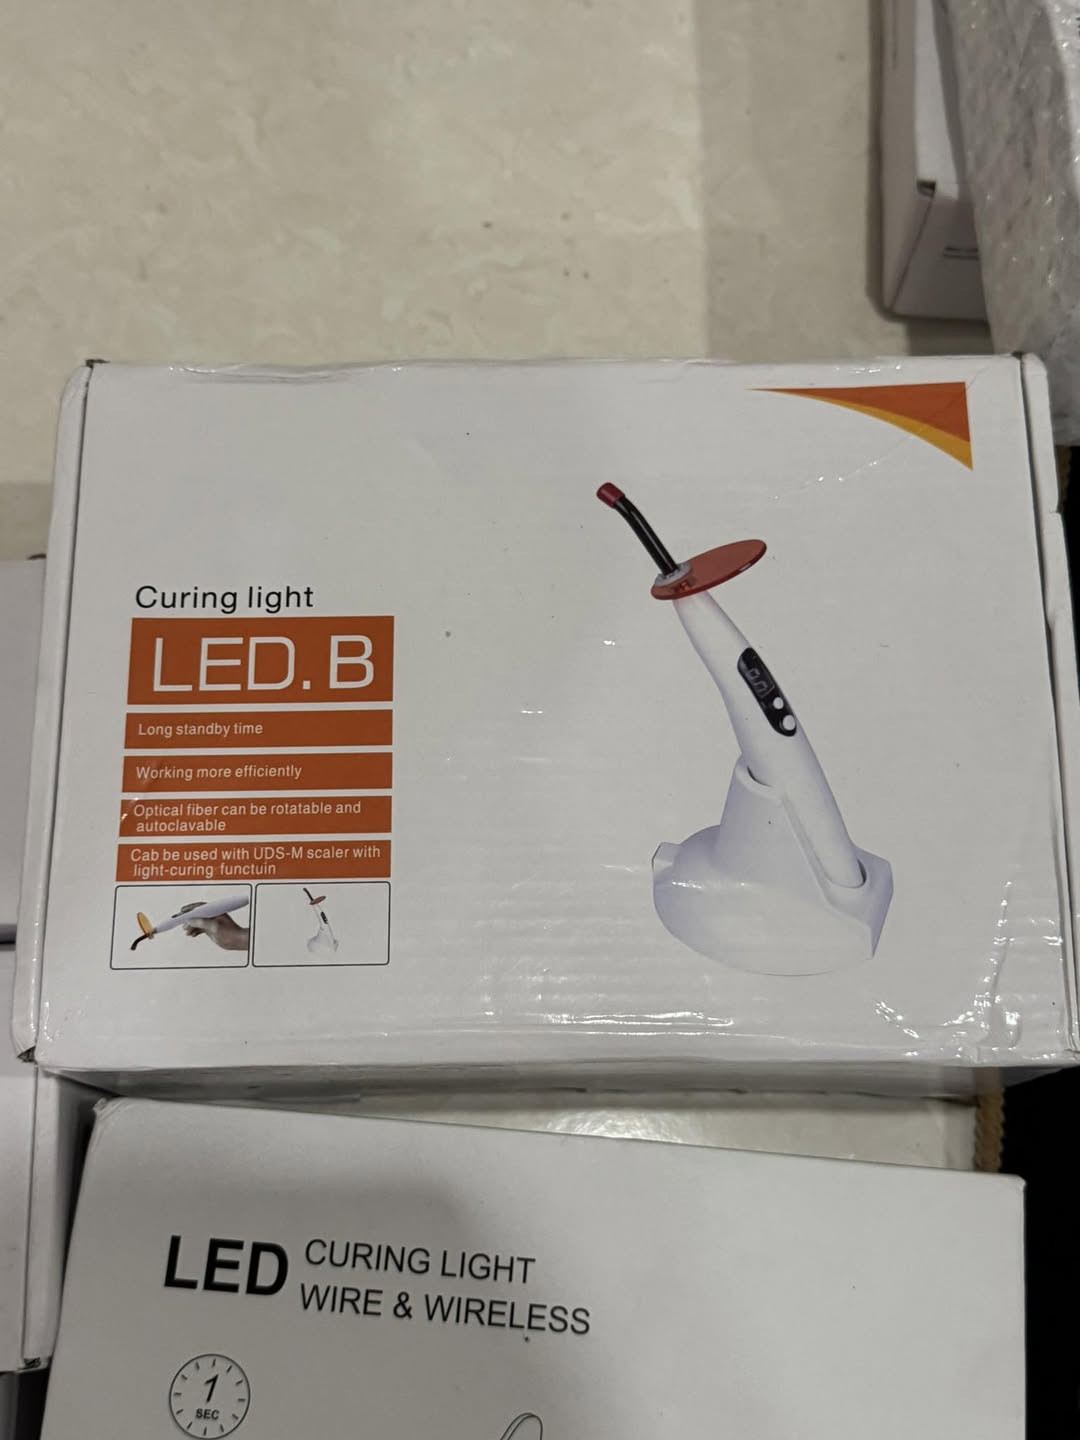 Curing light
LED.B
Long standby time
Working more efficiently
Optical fiber can be rotatable and
autoclavable
Cab be used with UDS-M scaler with
light-curing functuin
LED CURING LIGHT
WIRE & WIRELESS
1
SEC